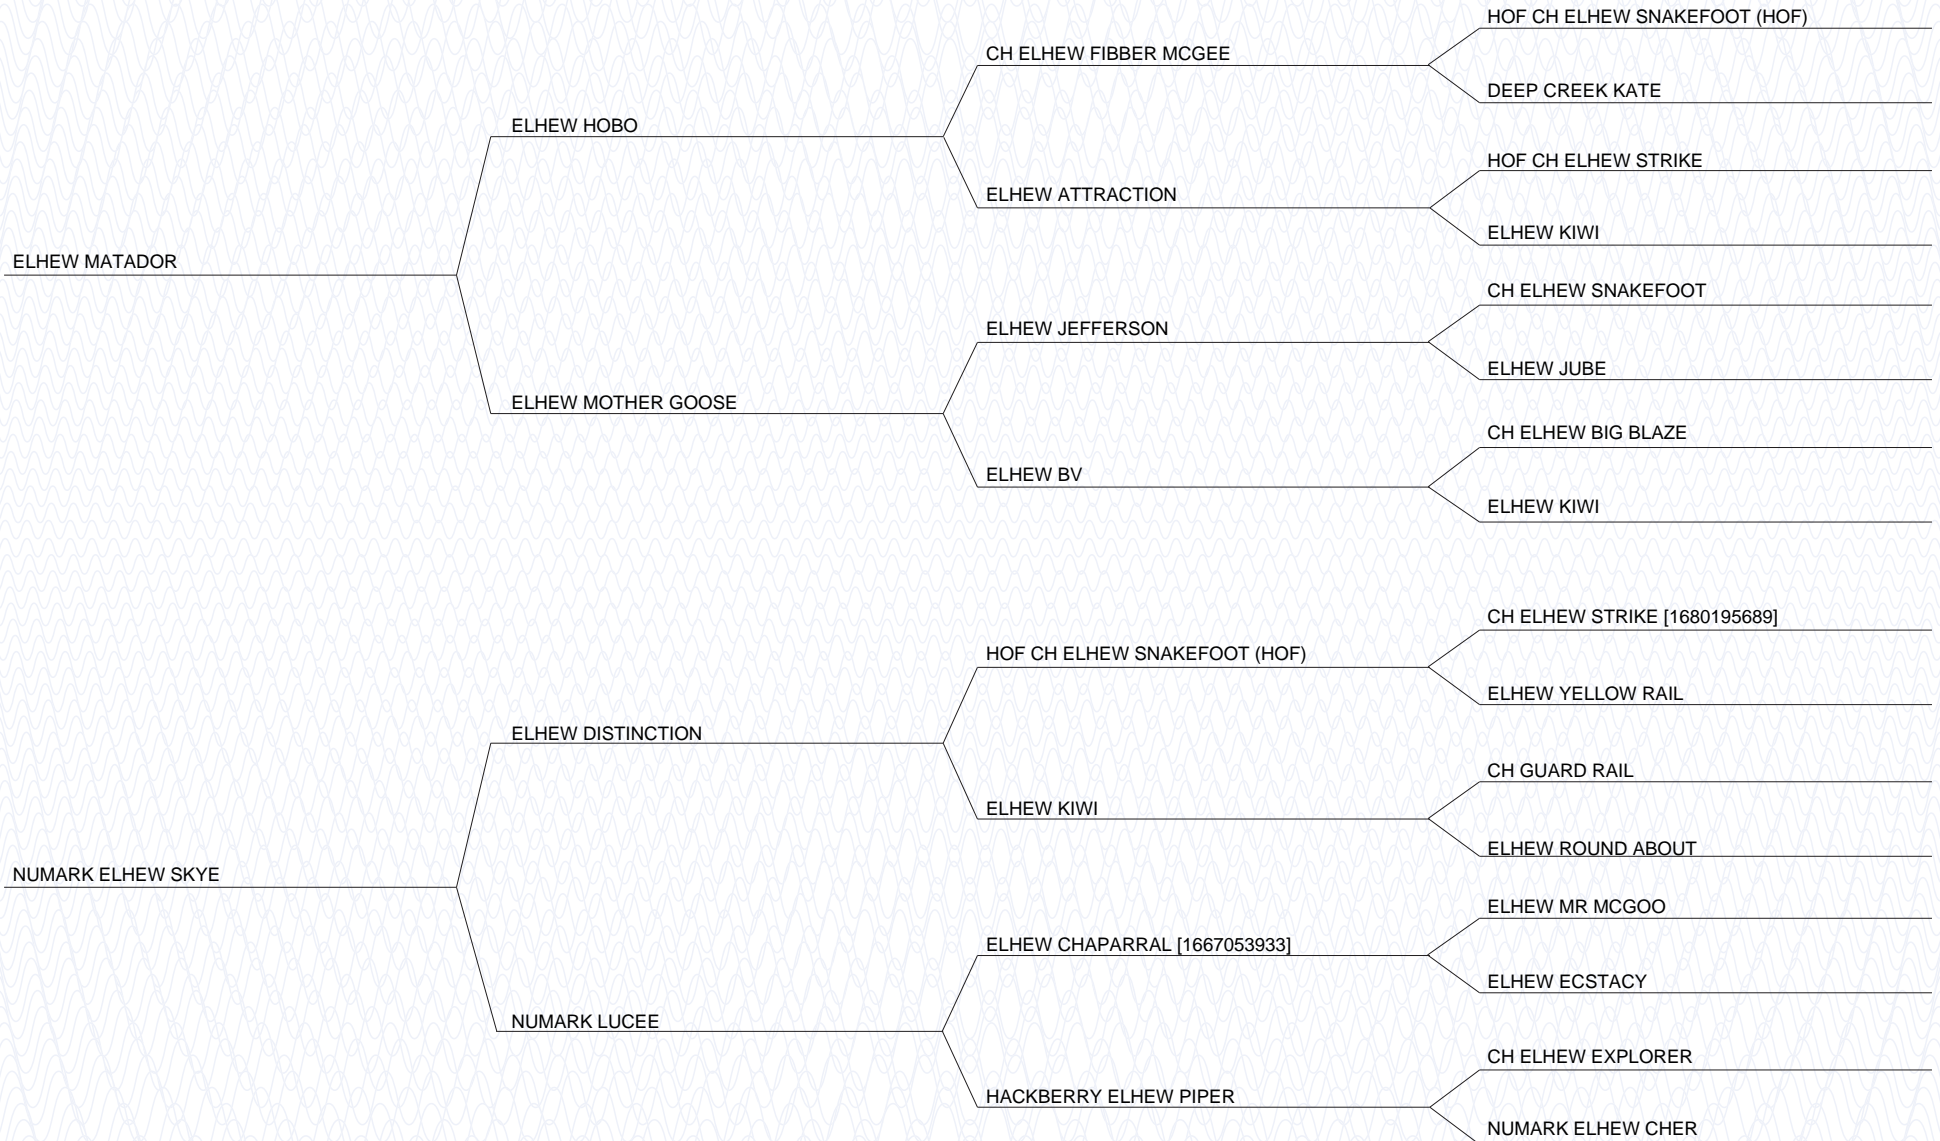 HOF CH ELHEW SNAKEFOOT (HOF)
CH ELHEW FIBBER MCGEE
DEEP CREEK KATE
ELHEW HOBO
HOF CH ELHEW STRIKE
ELHEW ATTRACTION
ELHEW KIWI
ELHEW MATADOR
CH ELHEW SNAKEFOOT
ELHEW JEFFERSON
ELHEW JUBE
ELHEW MOTHER GOOSE
CH ELHEW BIG BLAZE
ELHEW BV
ELHEW KIWI
CH ELHEW STRIKE [1680195689]
HOF CH ELHEW SNAKEFOOT (HOF)
ELHEW YELLOW RAIL
ELHEW DISTINCTION
CH GUARD RAIL
ELHEW KIWI
ELHEW ROUND ABOUT
NUMARK ELHEW SKYE
ELHEW MR MCGOO
ELHEW CHAPARRAL [1667053933]
ELHEW ECSTACY
NUMARK LUCEE
CH ELHEW EXPLORER
HACKBERRY ELHEW PIPER
NUMARK ELHEW CHER